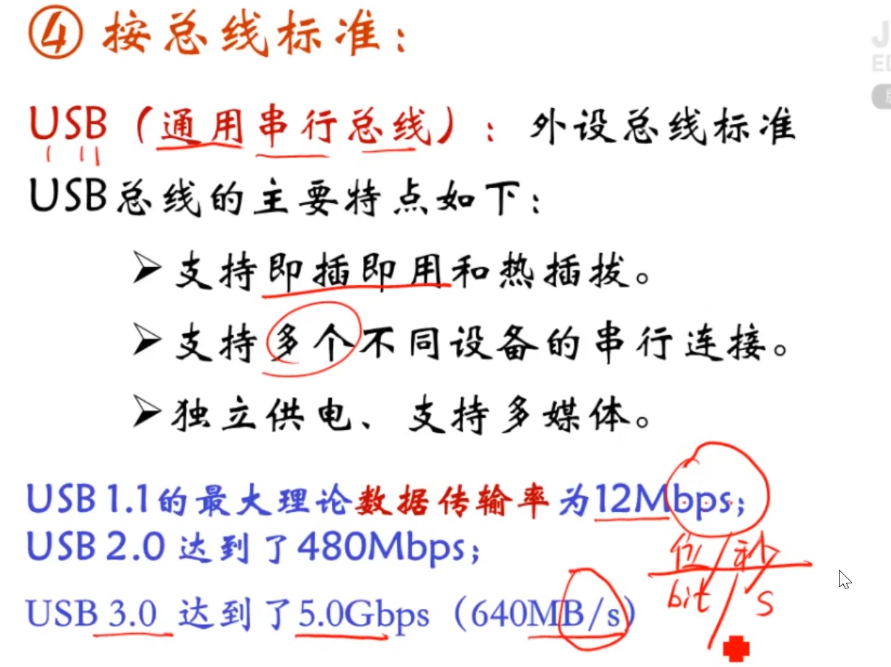 ④ 按总线标准：
USB（通用串行总线）：外设总线标准
USB总线的主要特点如下：
➢支持即插即用和热插拔。
➢支持多个不同设备的串行连接。
➢独立供电、支持多媒体。
USB 1.1的最大理论数据传输率为12Mbps；
USB 2.0 达到了480Mbps；
USB 3.0 达到了5.0Gbps（640MB/s）
位/秒
bit/s